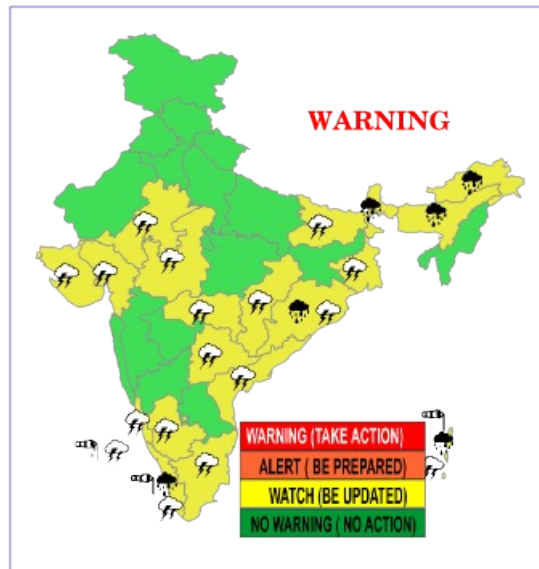 WARNING
WARNING (TAKE ACTION)
ALERT ( BE PREPARED)
WATCH (BE UPDATED)
NO WARNING ( NO ACTION)